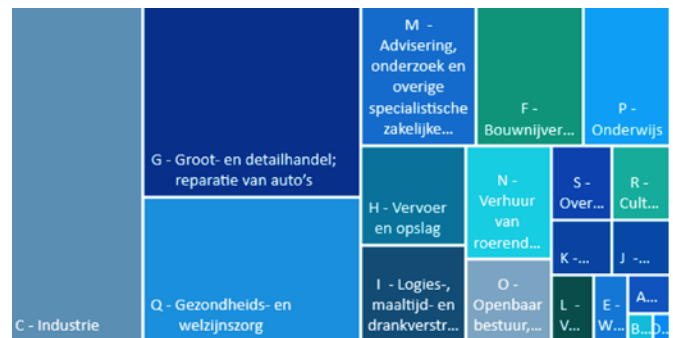 C - Industrie
G - Groot- en detailhandel;
reparatie van auto's
Q - Gezondheids- en
welzijnszorg
M -
Advisering,
onderzoek en
overige
specialistische
zakelijke...
F -
Bouwnijver...
P -
Onderwijs
H - Vervoer
en opslag
I - Logies-,
maaltijd- en
drankverstr...
N -
Verhuur
van
roerend...
O -
Openbaar
bestuur,...
S -
Over...
R -
Cult...
K -...
J -...
L -
V...
E -
W...
A...
B...
D...